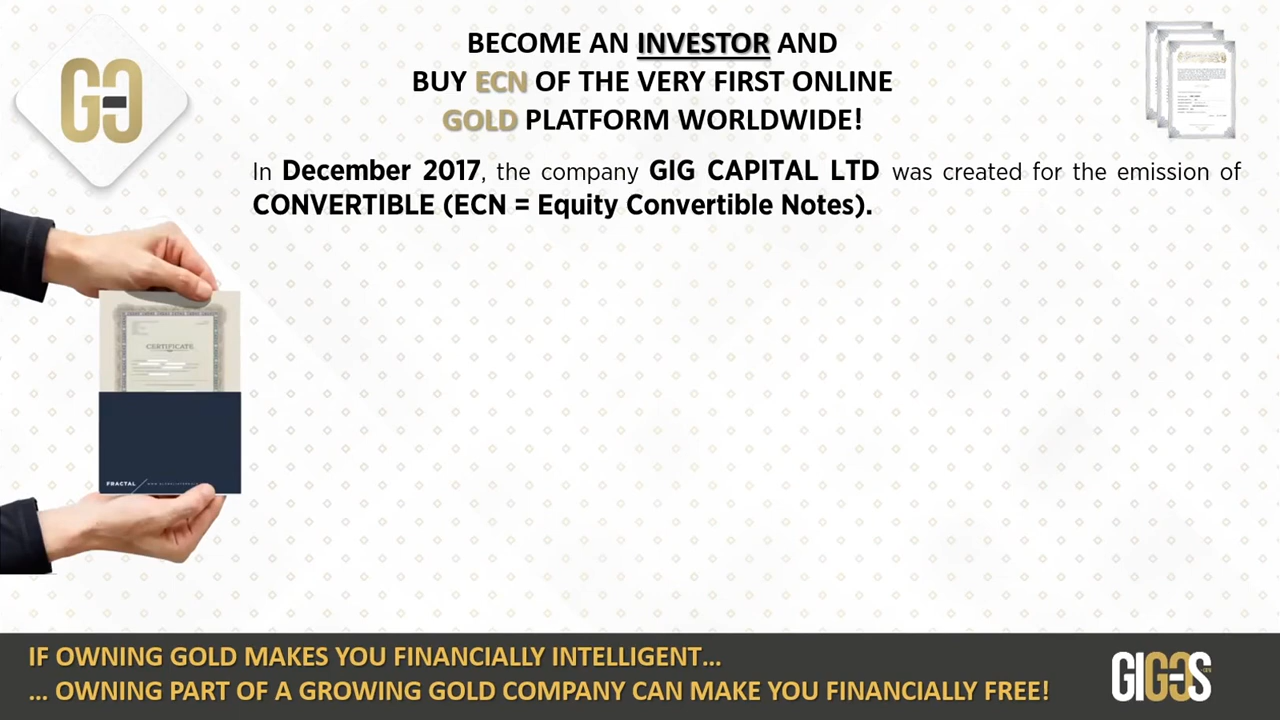 BECOME AN INVESTOR AND
BUY ECN OF THE VERY FIRST ONLINE
GOLD PLATFORM WORLDWIDE!
In December 2017, the company GIG CAPITAL LTD was created for the emission of
CONVERTIBLE (ECN = Equity Convertible Notes).
CERTIFICATE
FRACTAL
IF OWNING GOLD MAKES YOU FINANCIALLY INTELLIGENT...
... OWNING PART OF A GROWING GOLD COMPANY CAN MAKE YOU FINANCIALLY FREE!